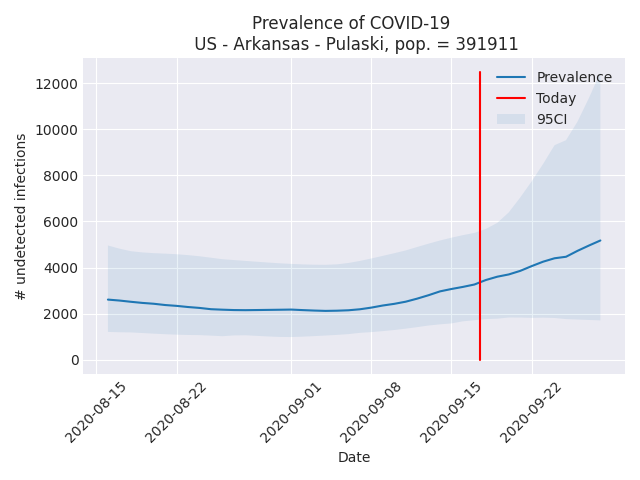 Prevalence of COVID-19
US - Arkansas - Pulaski, pop. = 391911
Prevalence
Today
95CI
# undetected infections
12000
10000
8000
6000
4000
2000
0
2020-08-15
2020-08-22
2020-09-01
2020-09-08
2020-09-15
2020-09-22
Date